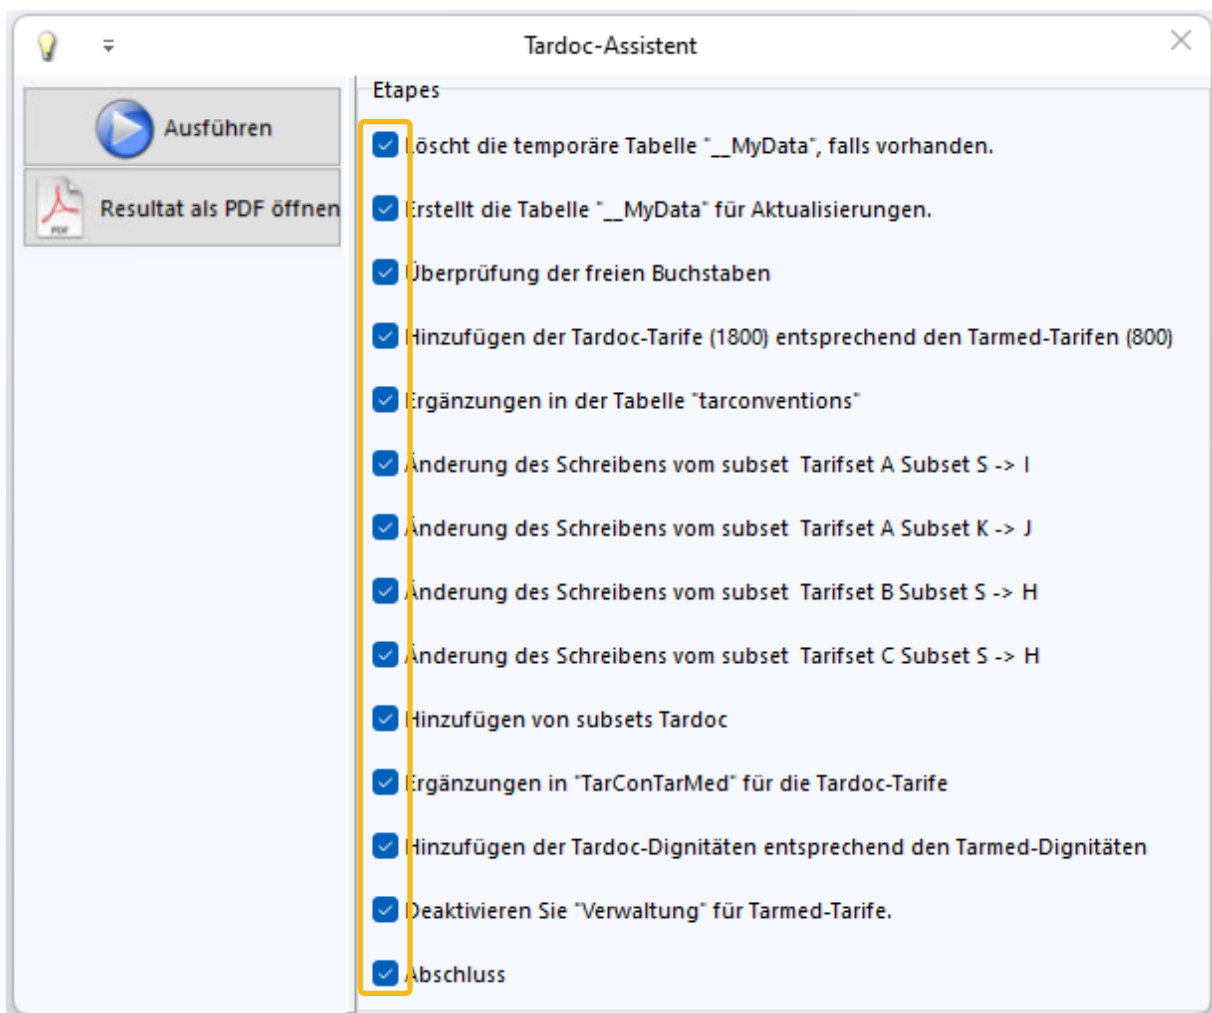 Tardoc-Assistent
Ausführen
PDF
Resultat als PDF öffnen
Etapes
Löscht die temporäre Tabelle "__MyData", falls vorhanden.
Erstellt die Tabelle "__MyData" für Aktualisierungen.
Überprüfung der freien Buchstaben
Hinzufügen der Tardoc-Tarife (1800) entsprechend den Tarmed-Tarifen (800)
Ergänzungen in der Tabelle "tarconventions"
Änderung des Schreibens vom subset  Tarifset A Subset S -> I
Änderung des Schreibens vom subset  Tarifset A Subset K -> J
Änderung des Schreibens vom subset  Tarifset B Subset S -> H
Änderung des Schreibens vom subset  Tarifset C Subset S -> H
Hinzufügen von subsets Tardoc
Ergänzungen in "TarConTarMed" für die Tardoc-Tarife
Hinzufügen der Tardoc-Dignitäten entsprechend den Tarmed-Dignitäten
Deaktivieren Sie "Verwaltung" für Tarmed-Tarife.
Abschluss